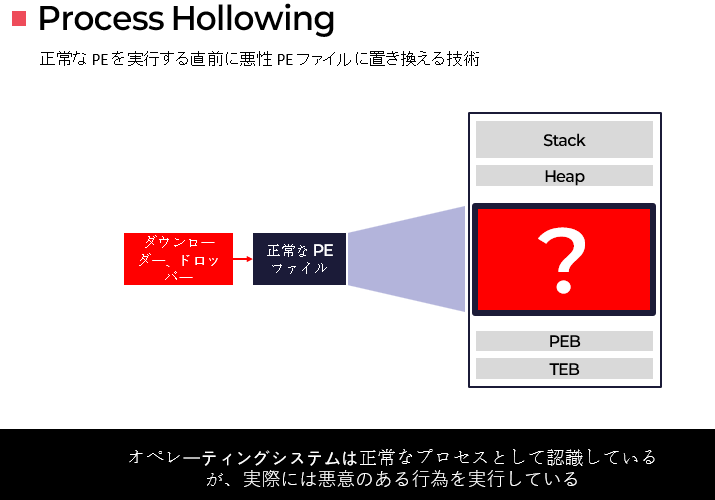 Process Hollowing
正常な PE を実行する直前に悪性 PE ファイルに置き換える技術
Stack
Heap
ダウンロー
ダー、ドロッ
パー
正常な PE
ファイル
?
PEB
TEB
オペレーティングシステムは正常なプロセスとして認識している
が、実際には悪意のある行為を実行している